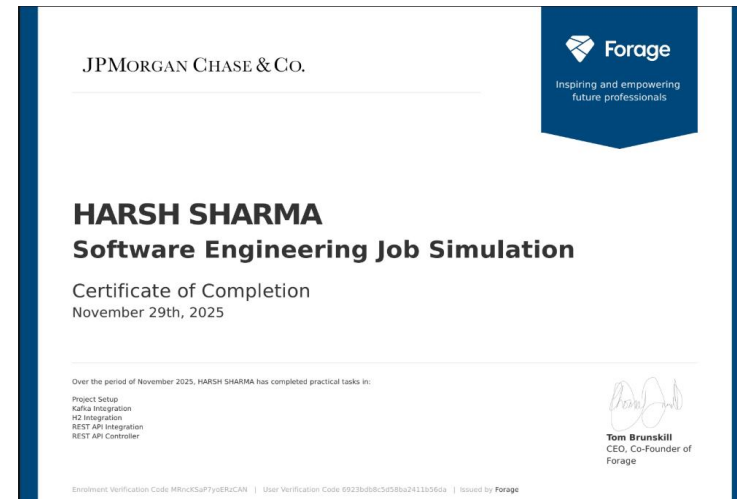 JPMORGAN CHASE & CO.
Forage
Inspiring and empowering
future professionals
HARSH SHARMA
Software Engineering Job Simulation
Certificate of Completion
November 29th, 2025
Over the period of November 2025, HARSH SHARMA has completed practical tasks in:
Project Setup
Kafka Integration
H2 Integration
REST API Integration
REST API Controller
Tom Brunskill
CEO, Co-Founder of
Forage
Enrolment Verification Code MRncKSaP7yoERzCAN | User Verification Code 6923bdb8c5d58ba2411b56da | Issued by Forage